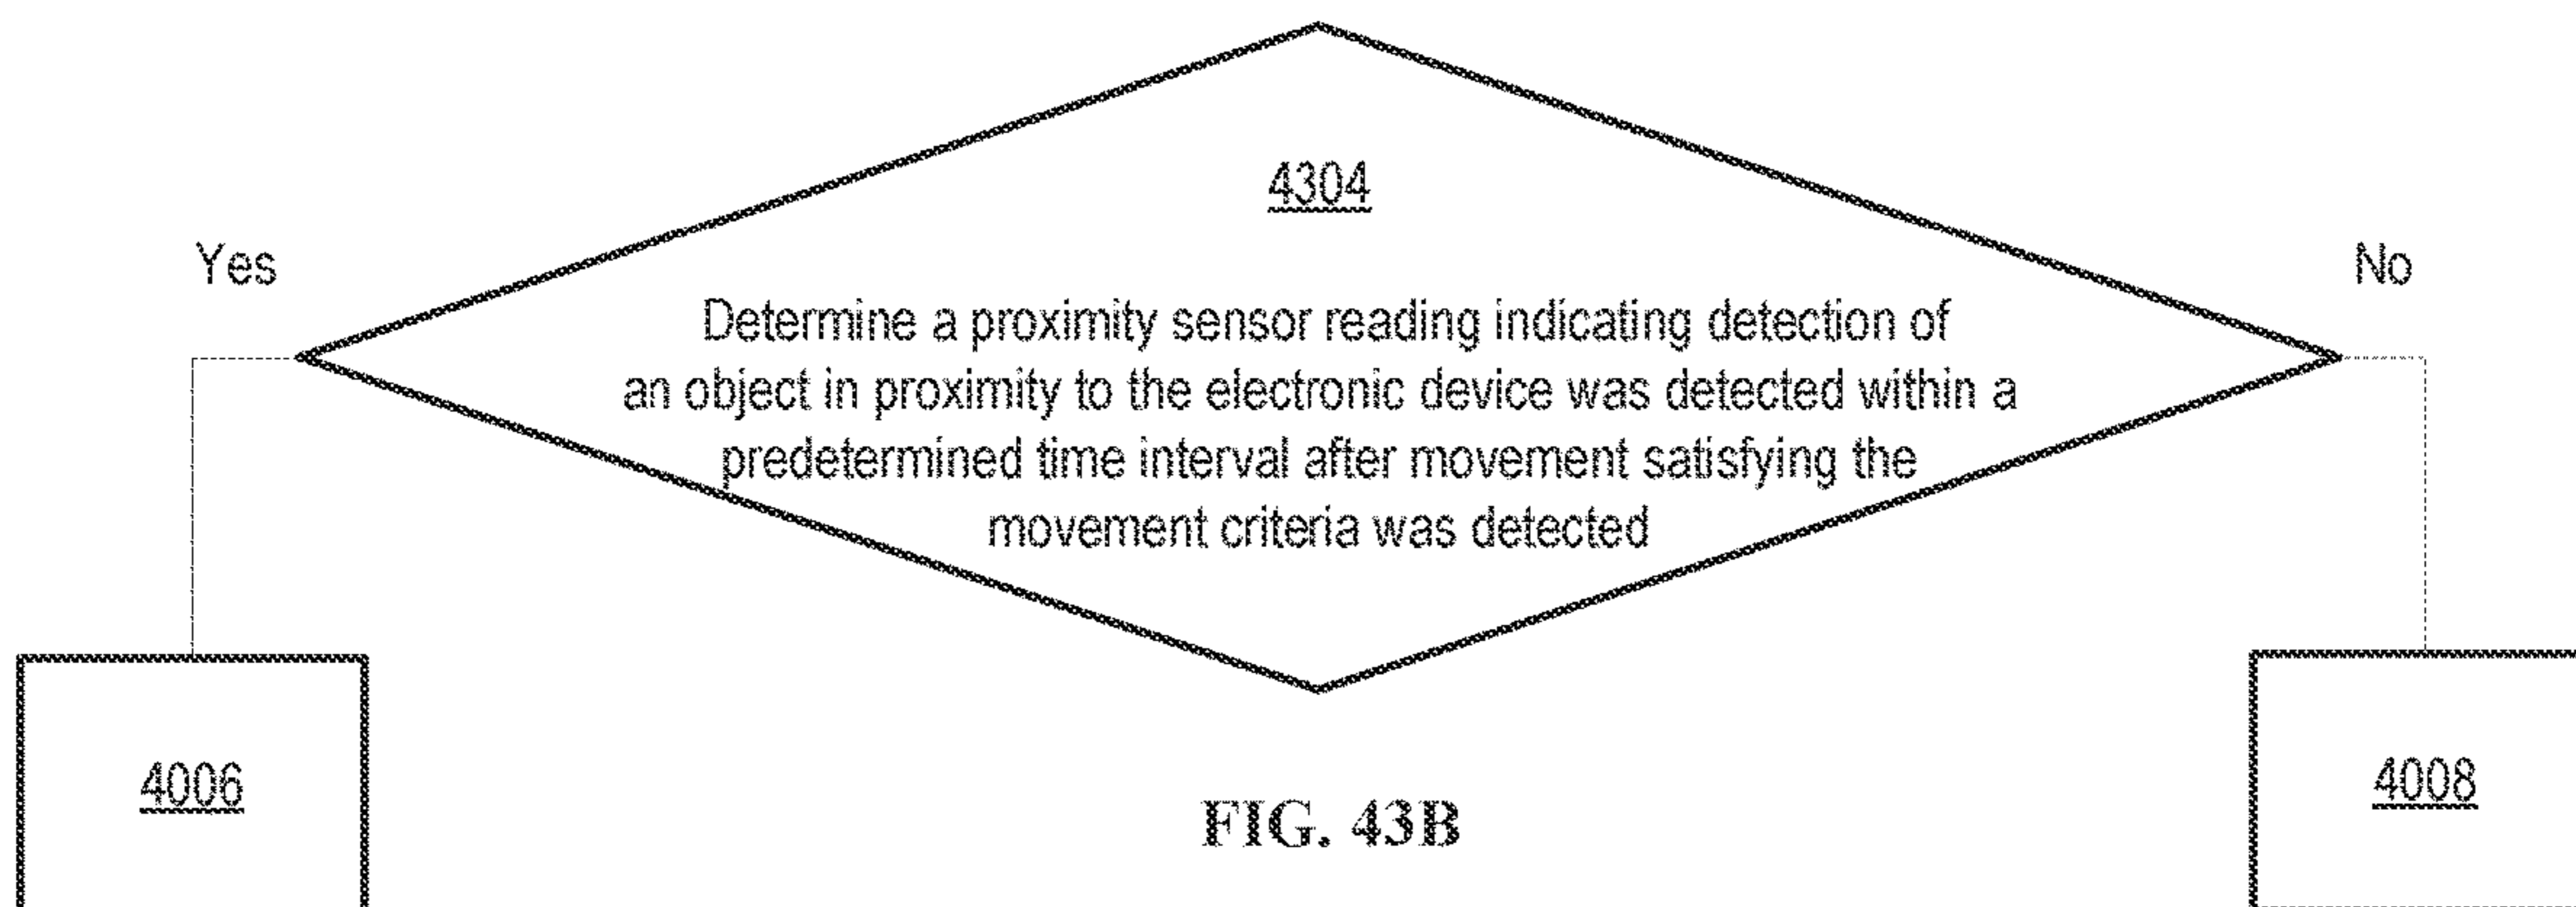 4304
Yes
No
Determine a proximity sensor reading indicating detection of
an object in proximity to the electronic device was detected within a
predetermined time interval after movement satisfying the
movement criteria was detected
4006
4008
FIG. 43B